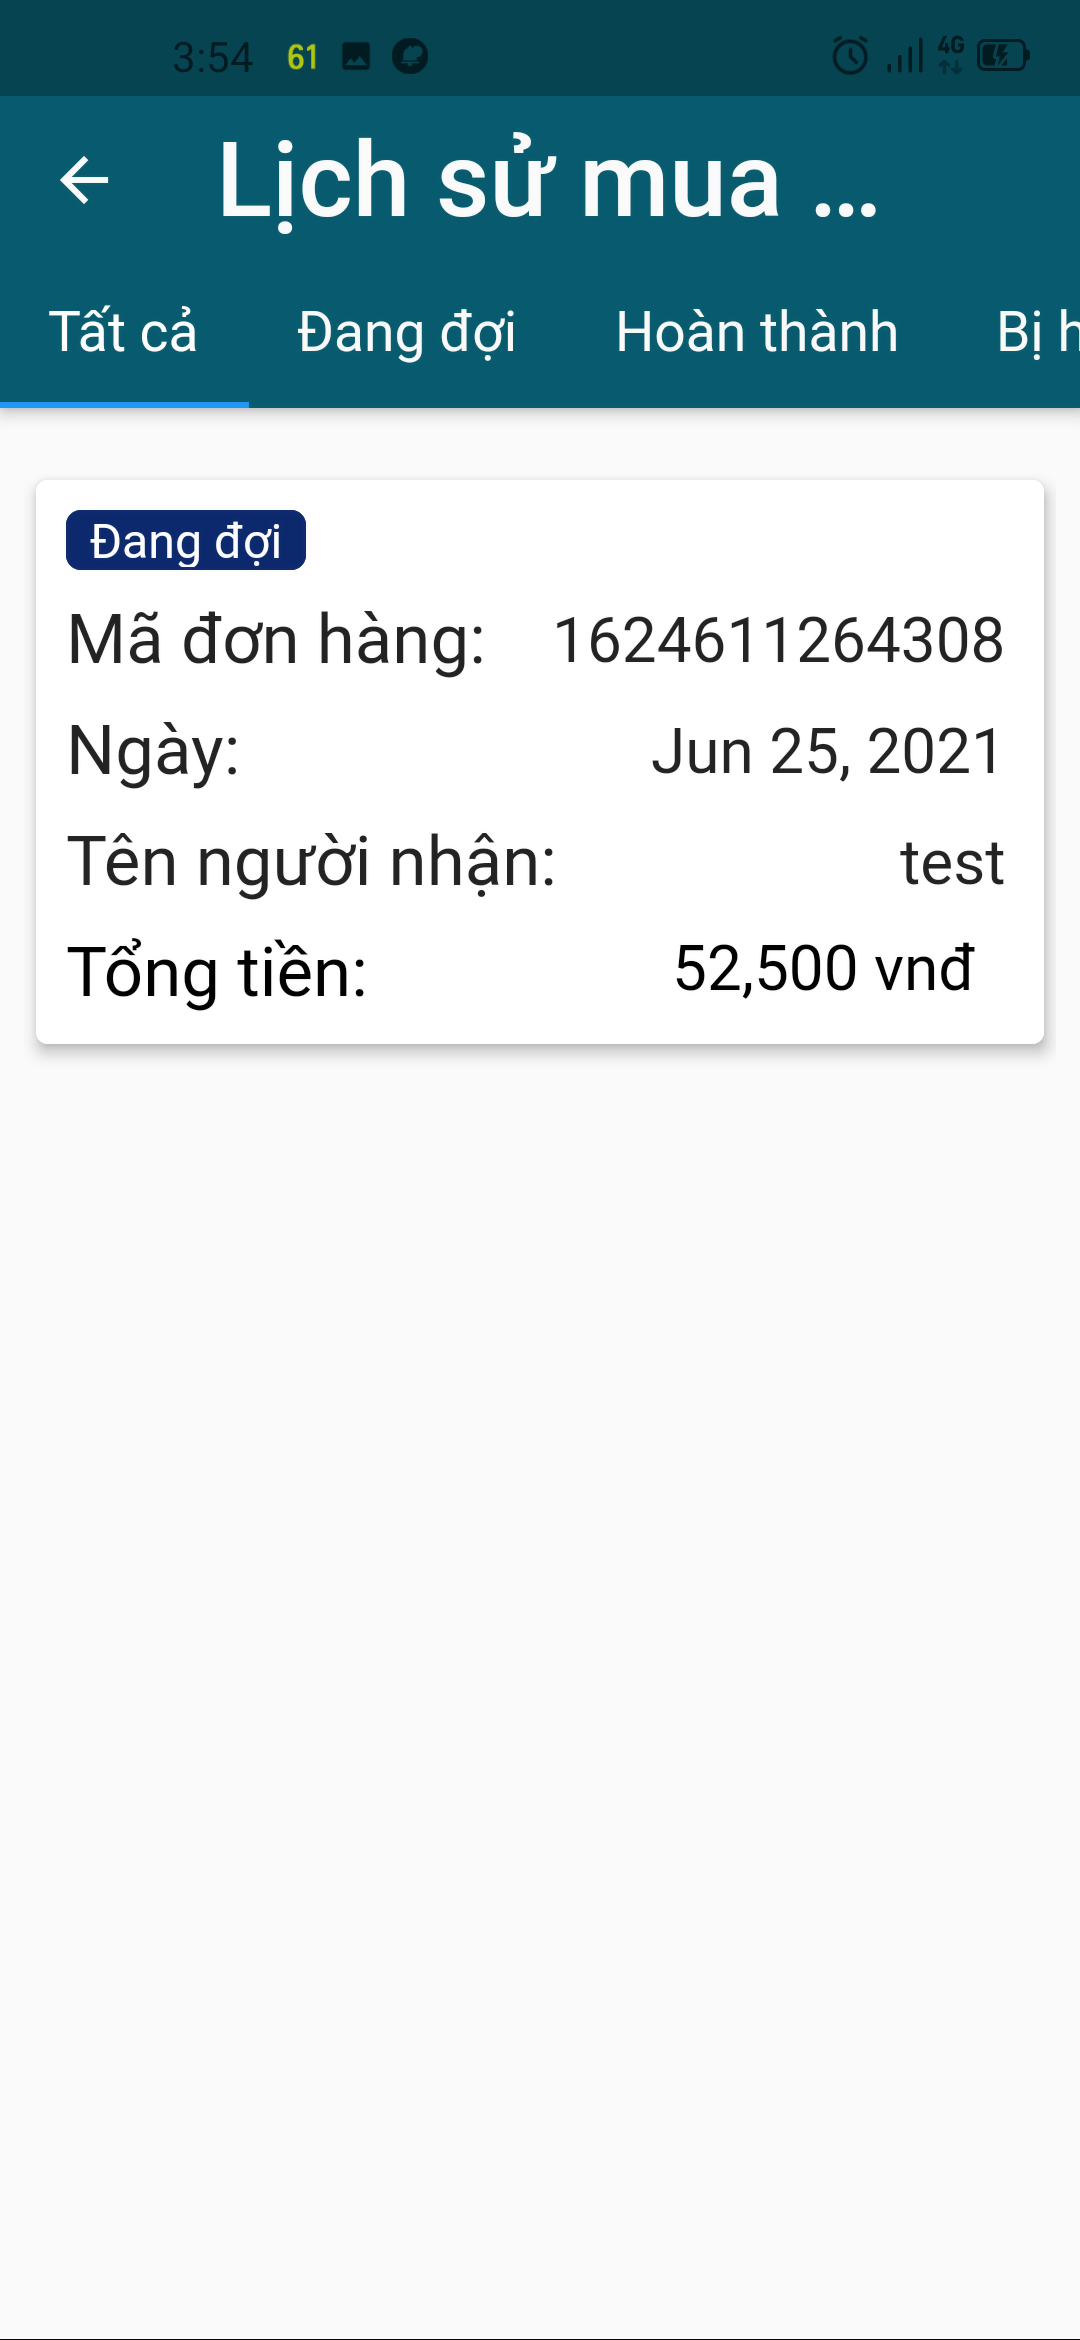 3:54 61 4G
Lịch sử mua ...
Tất cả Đang đợi Hoàn thành Bị h
Đang đợi
Mã đơn hàng: 1624611264308
Ngày: Jun 25, 2021
Tên người nhận: test
Tổng tiền: 52,500 vnđ